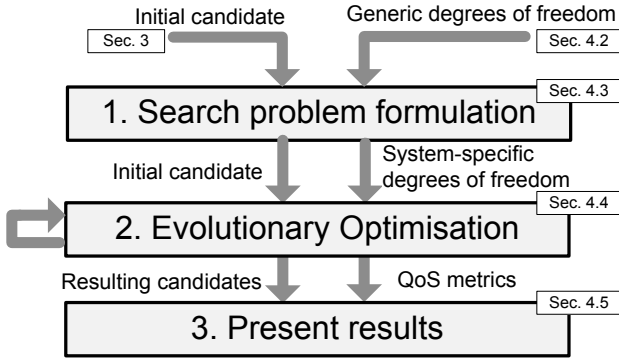 Initial candidate
Generic degrees of freedom
Sec. 3
Sec. 4.2
Sec. 4.3
1. Search problem formulation
Initial candidate
System-specific
degrees of freedom
Sec. 4.4
2. Evolutionary Optimisation
Resulting candidates
QoS metrics
Sec. 4.5
3. Present results